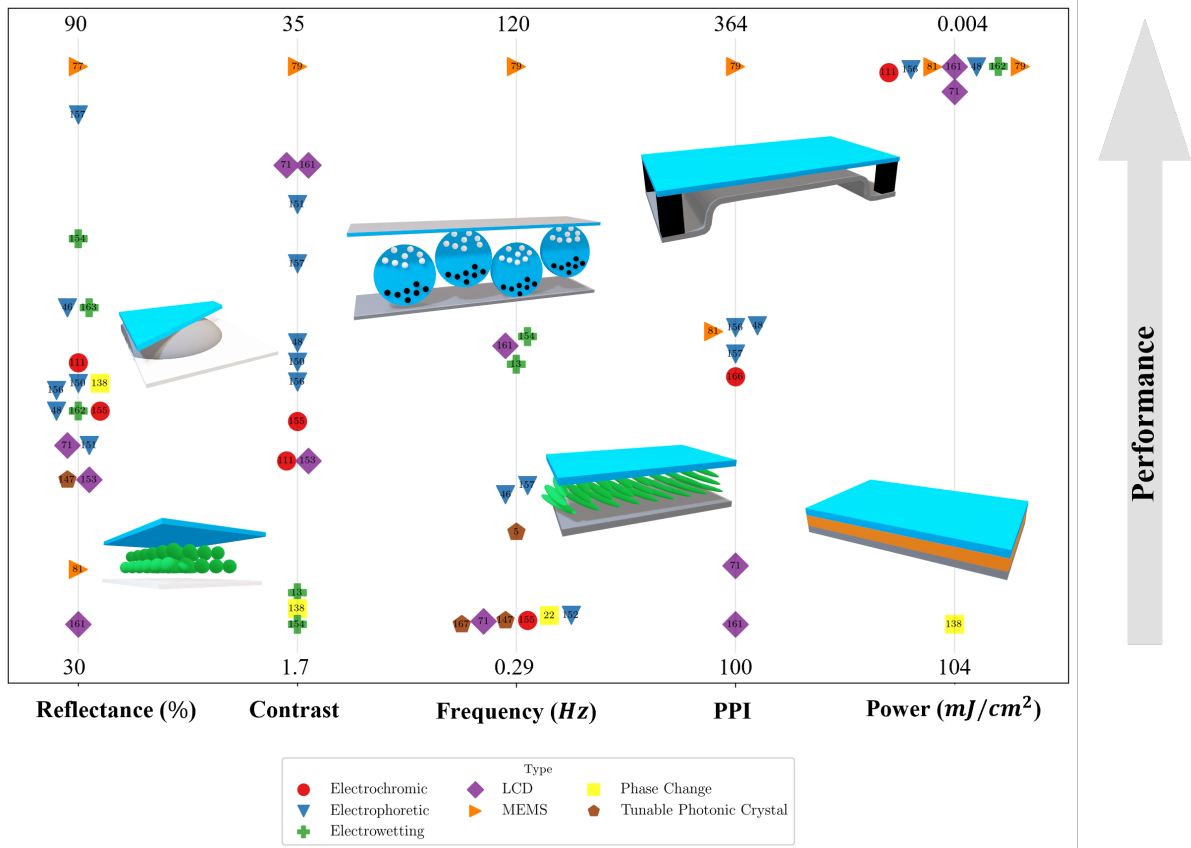 90 35 120 364 0.004
77 79 79 79 111 156 81 161 48 162 79
71
157
71 161
151
154
157
46 163
81 156 48
154
48 161
157
150 13
111
166
156 150 138 156
48 162 155
155
71 151
111 153
147 153
157
46
5
81
71
13
138
22 152
161 154 167 71 147 155 161 138
30 1.7 0.29 100 104
Reflectance (%) Contrast Frequency (Hz) PPI Power (mJ/cm²)
Performance
Type
Electrochromic LCD Phase Change
Electrophoretic MEMS Tunable Photonic Crystal
Electrowetting